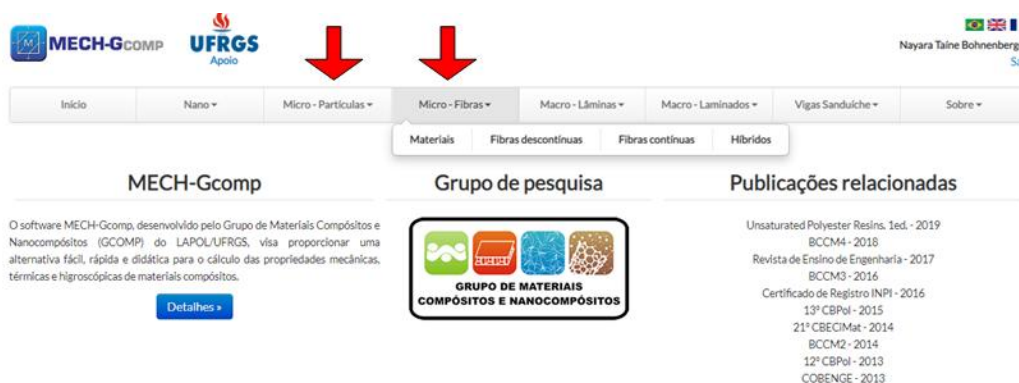 MECH-GCOMP
UFRGS
Apoio
Nayara Taíne Bohnenberg
Início Nano Micro - Partículas Micro - Fibras Macro - Lâminas Macro - Laminados Vigas Sanduíche Sobre
Materiais Fibras descontínuas Fibras contínuas Híbridos
MECH-Gcomp
O software MECH-Gcomp, desenvolvido pelo Grupo de Materiais Compósitos e
Nanocompósitos (GCOMP) do LAPOL/UFRGS, visa proporcionar uma
alternativa fácil, rápida e didática para o cálculo das propriedades mecânicas,
térmicas e higroscópicas de materiais compósitos.
Detalhes »
Grupo de pesquisa
GRUPO DE MATERIAIS
COMPÓSITOS E NANOCOMPÓSITOS
Publicações relacionadas
Unsaturated Polyester Resins, 1ed. - 2019
BCCM4 - 2018
Revista de Ensino de Engenharia - 2017
BCCM3 - 2016
Certificado de Registro INPI - 2016
13º CBPol - 2015
21º CBECiMat - 2014
BCCM2 - 2014
12º CBPol - 2013
COBENGE - 2013